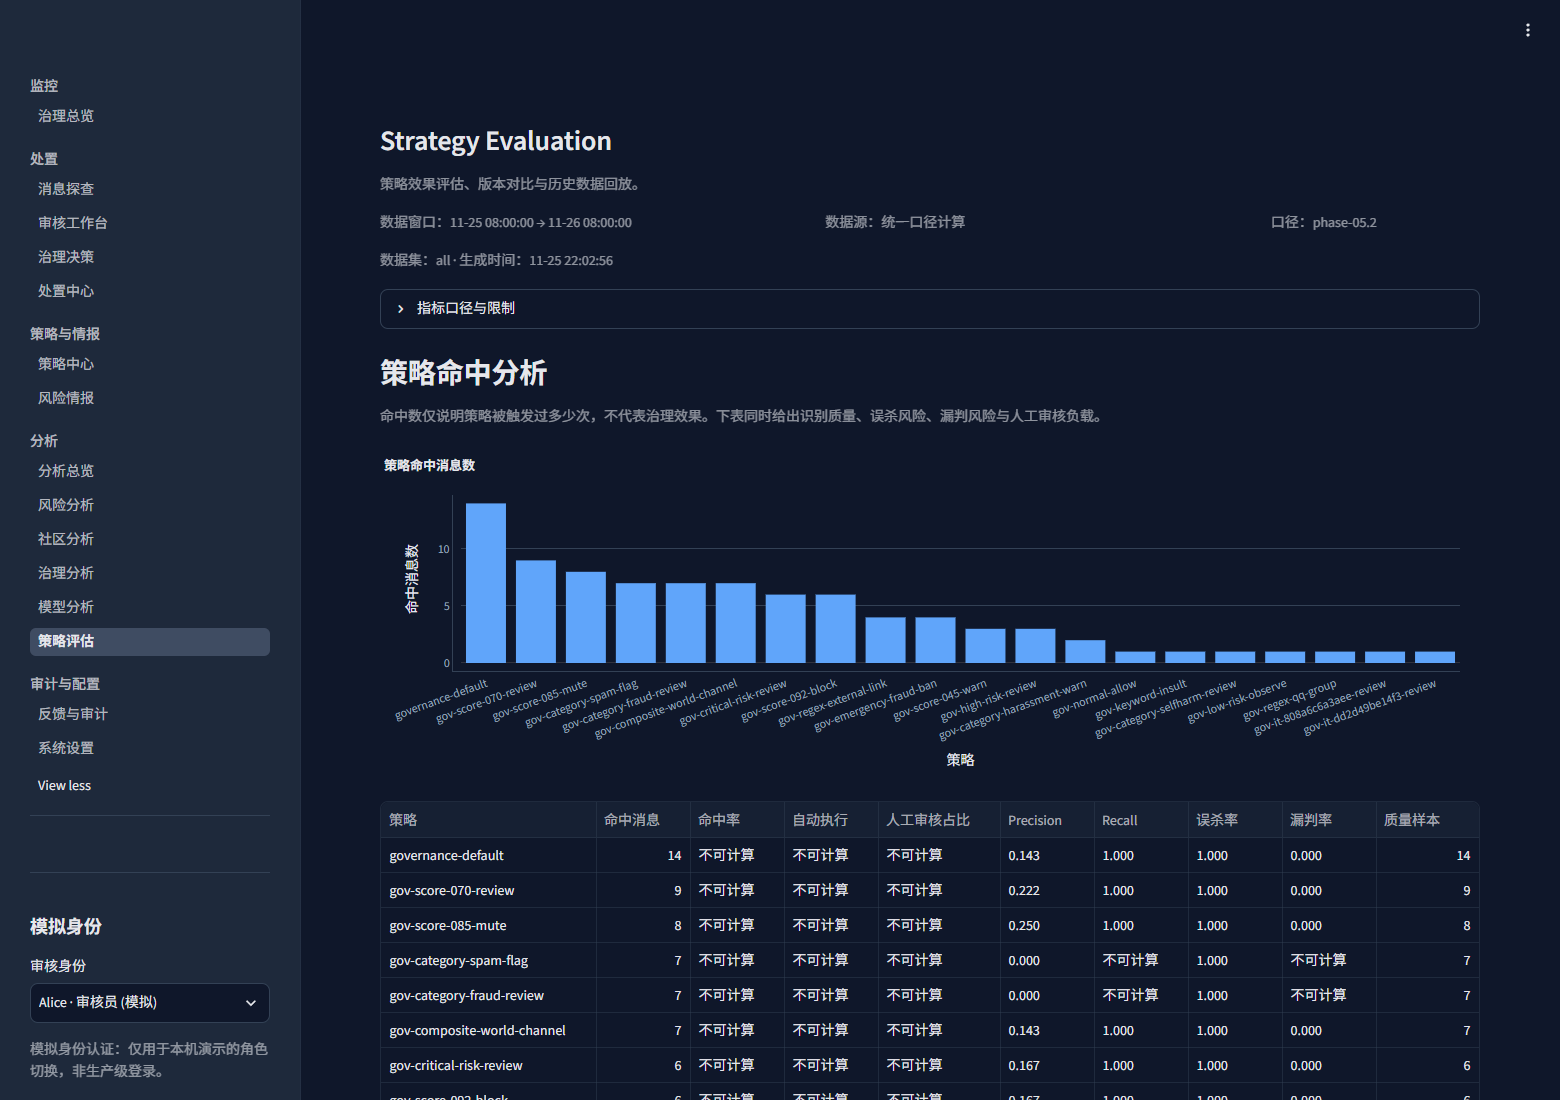 监控
治理总览
处置
消息探查
审核工作台
治理决策
处置中心
策略与情报
策略中心
风险情报
分析
分析总览
风险分析
社区分析
治理分析
模型分析
策略评估
审计与配置
反馈与审计
系统设置
View less
模拟身份
审核身份
Alice · 审核员 (模拟)
模拟身份认证：仅用于本机演示的角色
切换，非生产级登录。
Strategy Evaluation
策略效果评估、版本对比与历史数据回放。
数据窗口：11-25 08:00:00 → 11-26 08:00:00 数据源：统一口径计算 口径：phase-05.2
数据集：all · 生成时间：11-25 22:02:56
指标口径与限制
策略命中分析
命中数仅说明策略被触发过多少次，不代表治理效果。下表同时给出识别质量、误杀风险、漏判风险与人工审核负载。
策略命中消息数
命中消息数
10
5
0
governance-default
gov-score-070-review
gov-score-085-mute
gov-category-spam-flag
gov-category-fraud-review
gov-composite-world-channel
gov-critical-risk-review
gov-score-092-block
gov-regex-external-link
gov-emergency-fraud-ban
gov-score-045-warn
gov-high-risk-review
gov-category-harassment-warn
gov-normal-allow
gov-keyword-insult
gov-category-selfharm-review
gov-low-risk-observe
gov-regex-qq-group
gov-it-808a6c6a3aee-review
gov-it-dd2d49be14f3-review
策略
策略 命中消息 命中率 自动执行 人工审核占比 Precision Recall 误杀率 漏判率 质量样本
governance-default 14 不可计算 不可计算 不可计算 0.143 1.000 1.000 0.000 14
gov-score-070-review 9 不可计算 不可计算 不可计算 0.222 1.000 1.000 0.000 9
gov-score-085-mute 8 不可计算 不可计算 不可计算 0.250 1.000 1.000 0.000 8
gov-category-spam-flag 7 不可计算 不可计算 不可计算 0.000 不可计算 1.000 不可计算 7
gov-category-fraud-review 7 不可计算 不可计算 不可计算 0.000 不可计算 1.000 不可计算 7
gov-composite-world-channel 7 不可计算 不可计算 不可计算 0.143 1.000 1.000 0.000 7
gov-critical-risk-review 6 不可计算 不可计算 不可计算 0.167 1.000 1.000 0.000 6
gov-score-092-block 6 不可计算 不可计算 不可计算 0.167 1.000 1.000 0.000 6